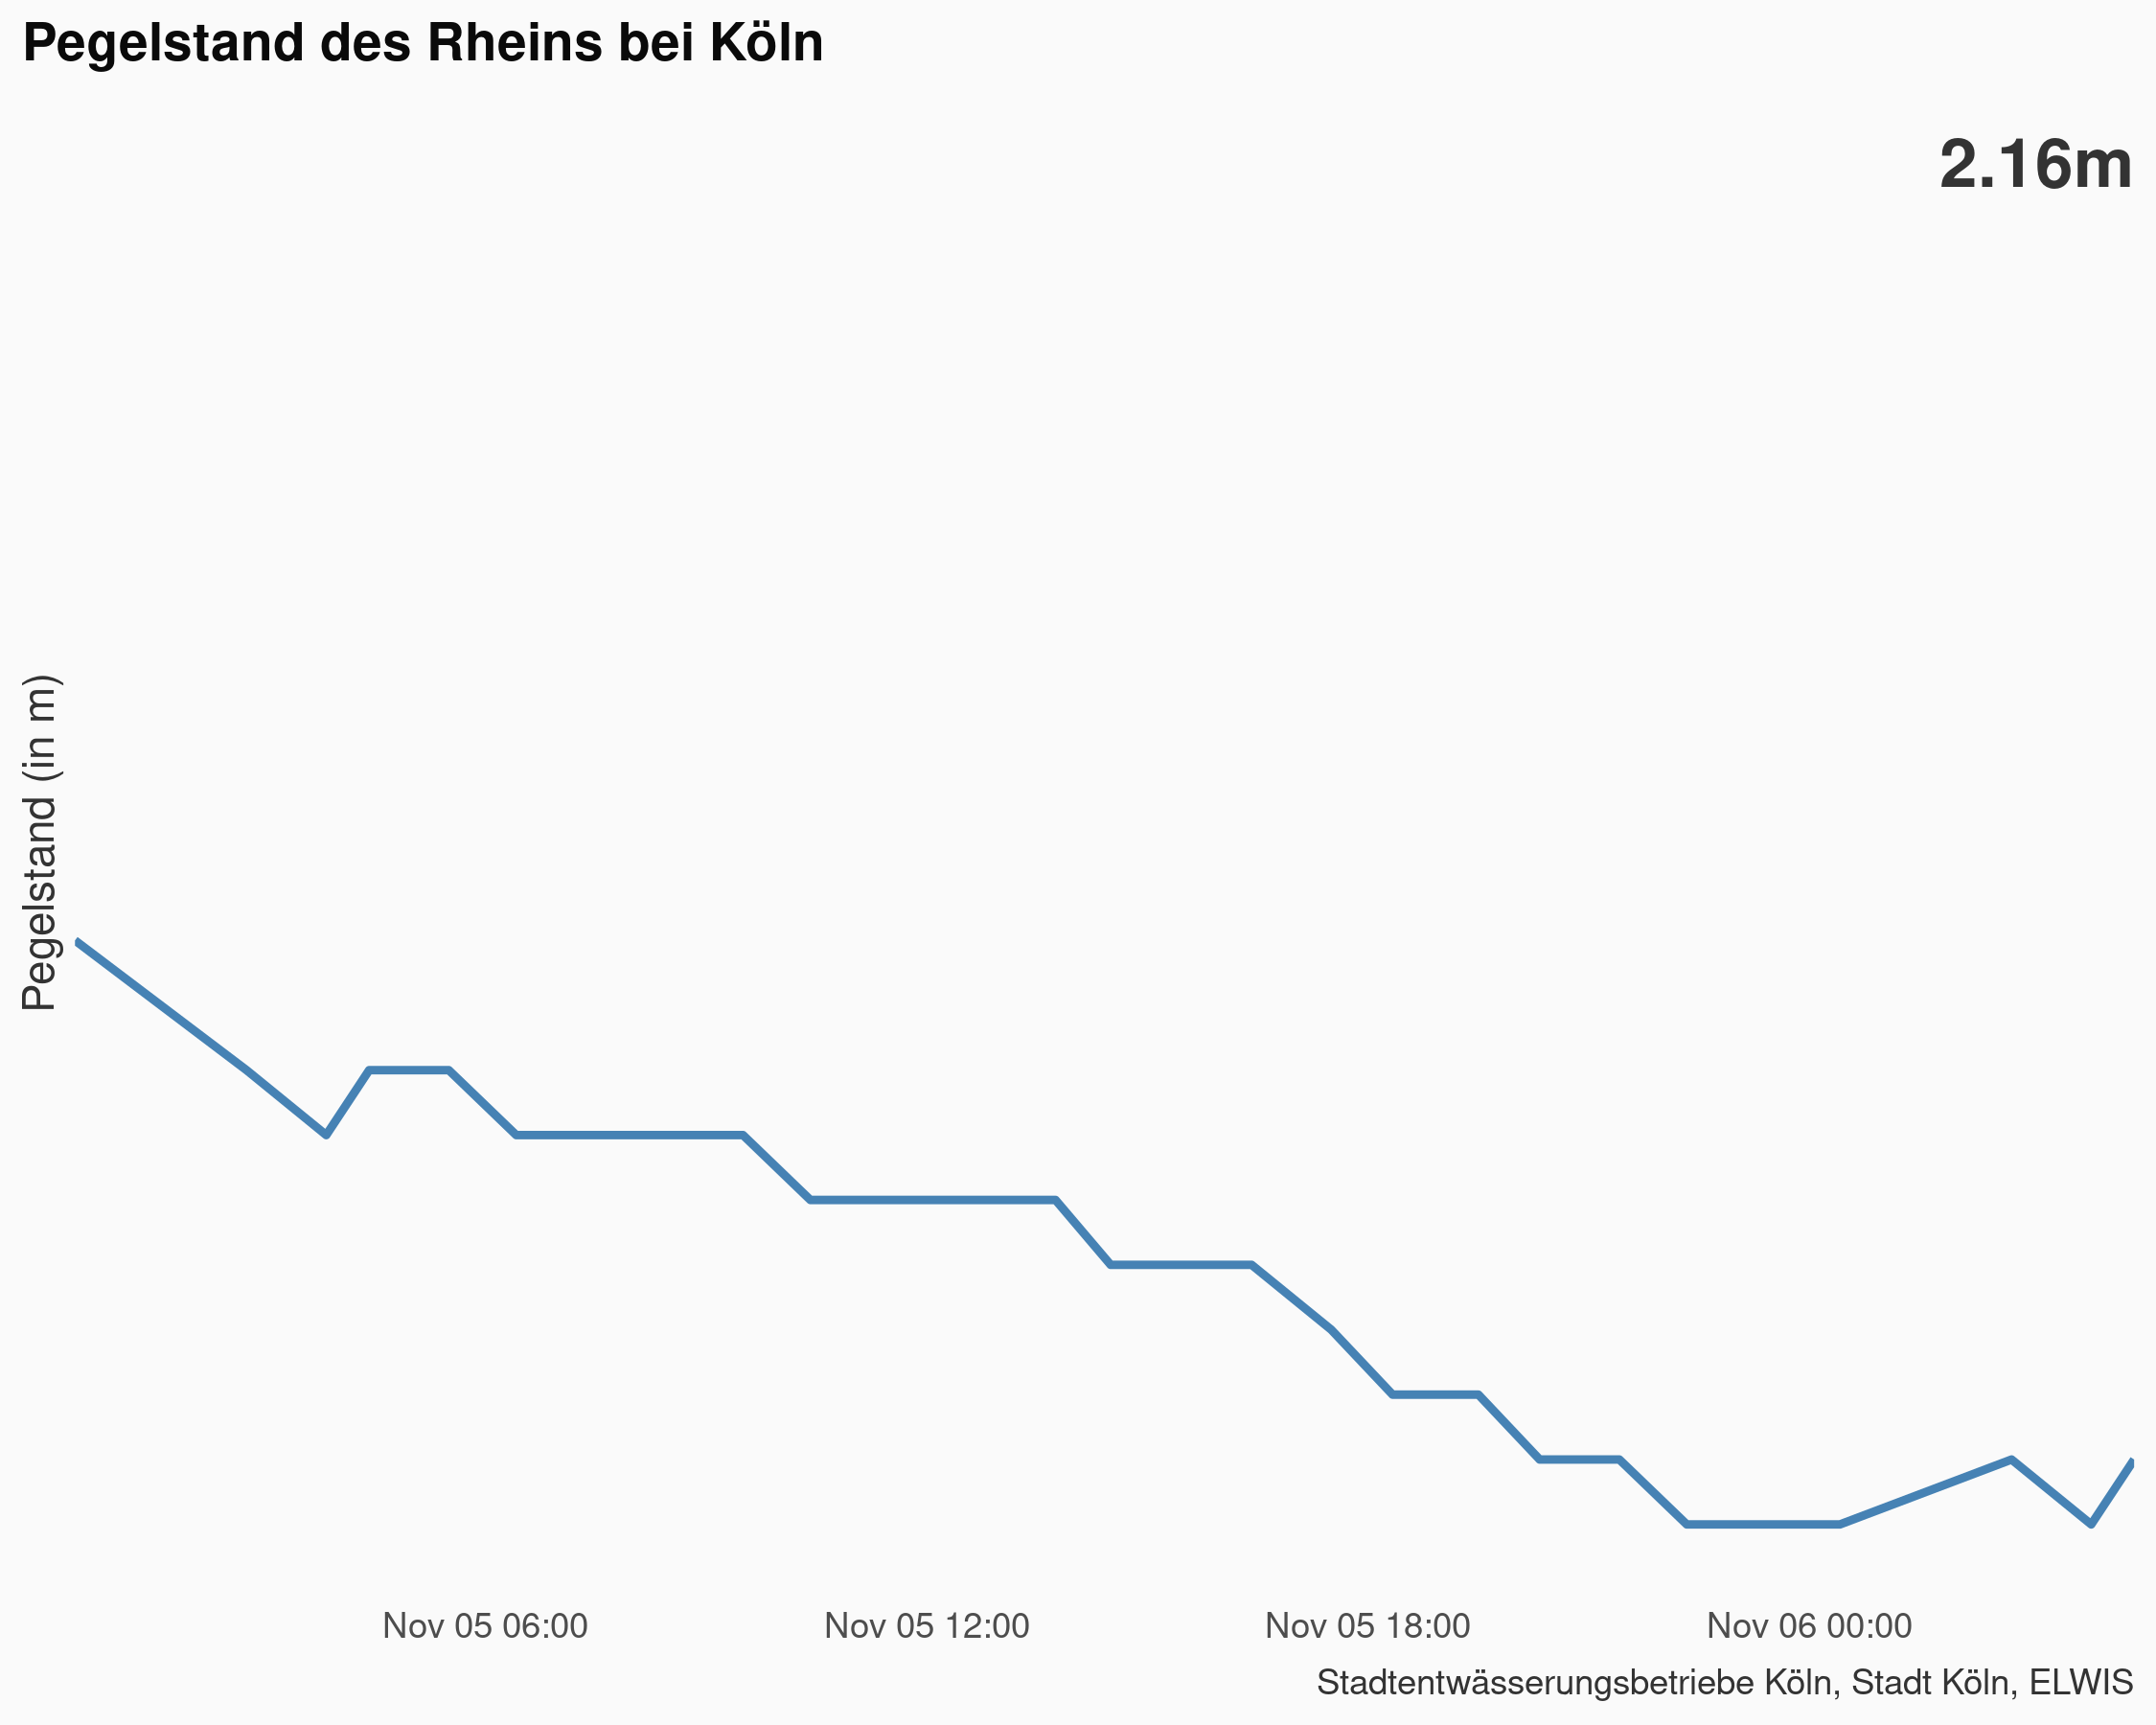 Pegelstand des Rheins bei Köln
2.16m
Pegelstand (in m)
Nov 05 06:00
Nov 05 12:00
Nov 05 18:00
Nov 06 00:00
Stadtentwässerungsbetriebe Köln, Stadt Köln, ELWIS